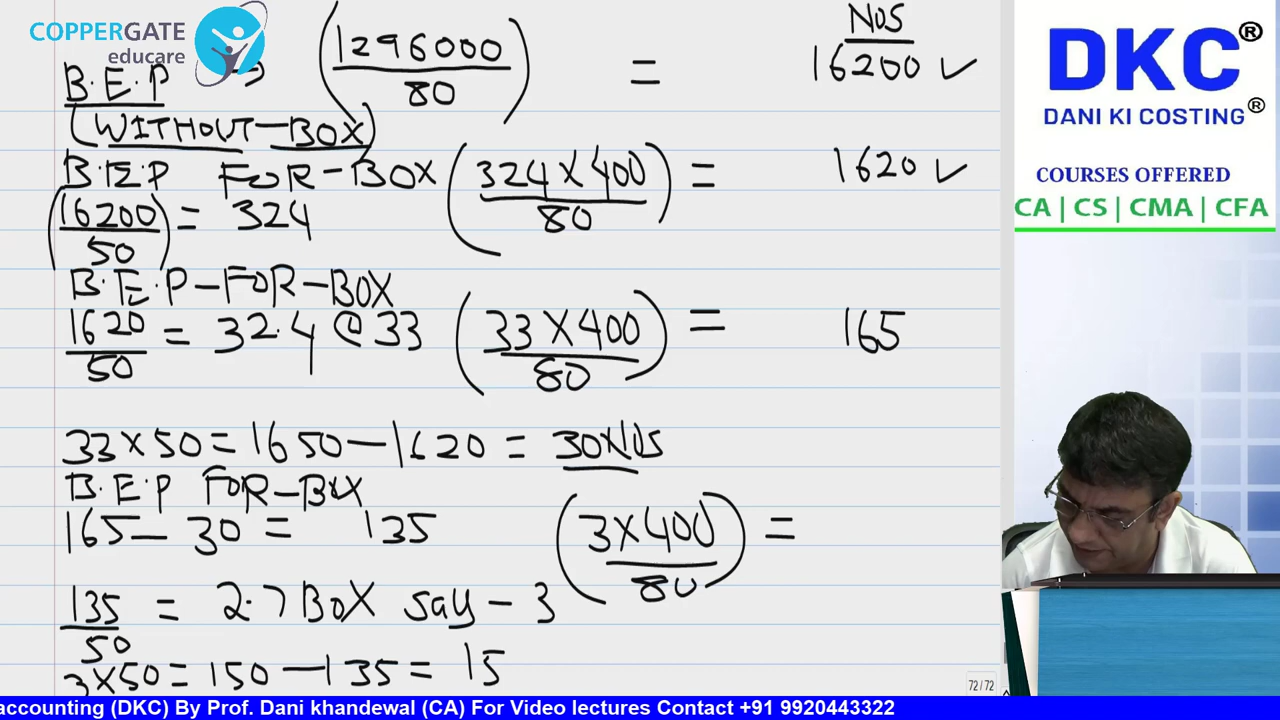 COPPERGATE
educare
NOS
B.E.P ⇒ (1296000/80) = 16200 ✓
(WITHOUT-BOX)
B.E.P FOR-BOX (324×400/80) = 1620 ✓
(16200/50) = 324
B.E.P-FOR-BOX
1620/50 = 32.4 @ 33 (33×400/80) = 165
33×50 = 1650-1620 = 30 NOS
B.E.P FOR-BOX
165-30 = 135 (3×400/80) =
135/50 = 2.7 BOX say-3
3×50 = 150-135 = 15
72/72
DKC®
DANI KI COSTING®
COURSES OFFERED
CA | CS | CMA | CFA
accounting (DKC) By Prof. Dani khandewal (CA) For Video lectures Contact +91 9920443322